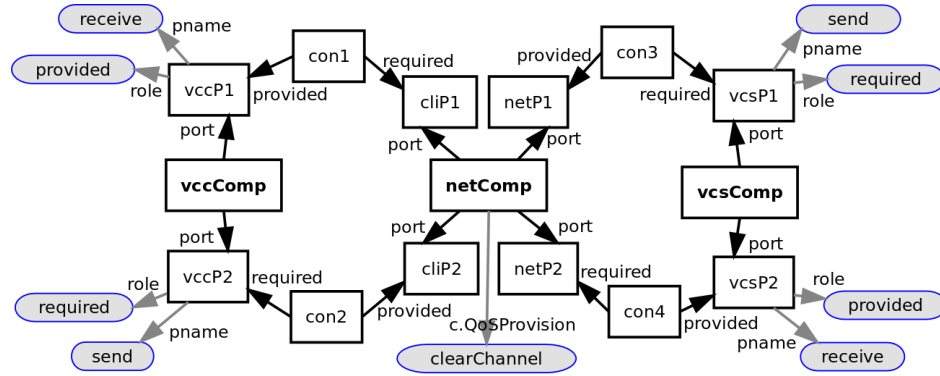 receive
pname
send
con1
con3
provided
required
provided
pname
role
vccP1
provided
cliP1
netP1
required
vcsP1
role
required
port
port
port
port
vccComp
netComp
vcsComp
port
port
port
port
vccP2
required
cliP2
netP2
required
vcsP2
role
role
required
provided
provided
con2
con4
provided
pname
c.QoSProvision
pname
send
clearChannel
receive